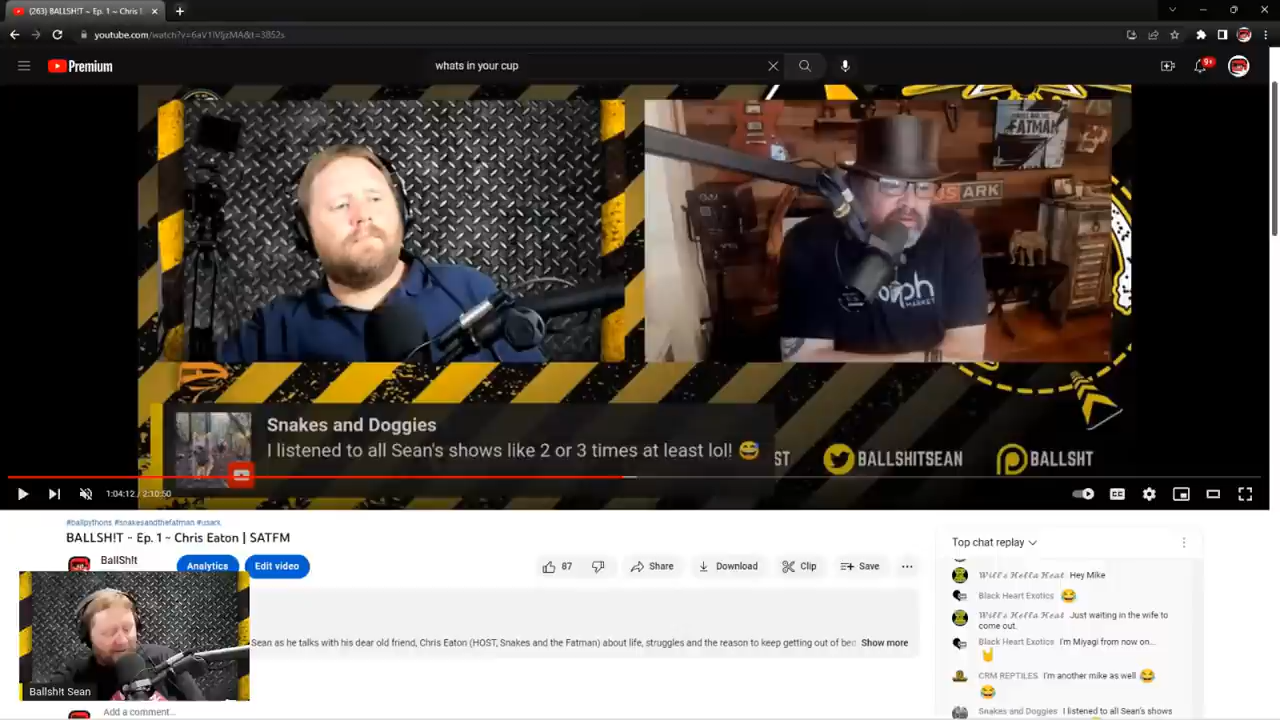 (263) BALLSH!T ~ Ep. 1 ~ Chris
youtube.com/watch?v=6aV1lVljzMA&t=3852s
Premium
whats in your cup
9+
FATMAN
USARK
MARKET
Snakes and Doggies
I listened to all Sean's shows like 2 or 3 times at least lol! 😅
ST
BALLSHITSEAN
BALLSHT
1:04:12 / 2:10:50
CC
#ballpythons #snakesandthefatman #usark
BALLSH!T ~ Ep. 1 ~ Chris Eaton | SATFM
BallSh!t
Analytics
Edit video
87
Share
Download
Clip
Save
Sean as he talks with his dear old friend, Chris Eaton (HOST, Snakes and the Fatman) about life, struggles and the reason to keep getting out of bed
Show more
Ballsh!t Sean
Add a comment...
Top chat replay
𝓦𝓲𝓵𝓵'𝓼 𝓗𝓮𝓵𝓵𝓪 𝓗𝓮𝓪𝓽 Hey Mike
Black Heart Exotics 😂
𝓦𝓲𝓵𝓵'𝓼 𝓗𝓮𝓵𝓵𝓪 𝓗𝓮𝓪𝓽 Just waiting in the wife to
come out.
Black Heart Exotics I'm Miyagi from now on...
🤘
CRM REPTILES I'm another mike as well 😂
😂
Snakes and Doggies I listened to all Sean's shows